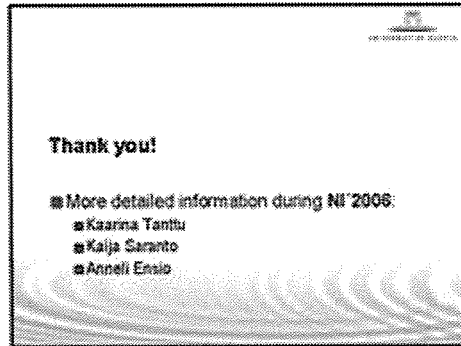 Thank you!
More detailed information during NI´2006:
Kaarina Tanttu
Kaija Saranto
Anneli Ensio